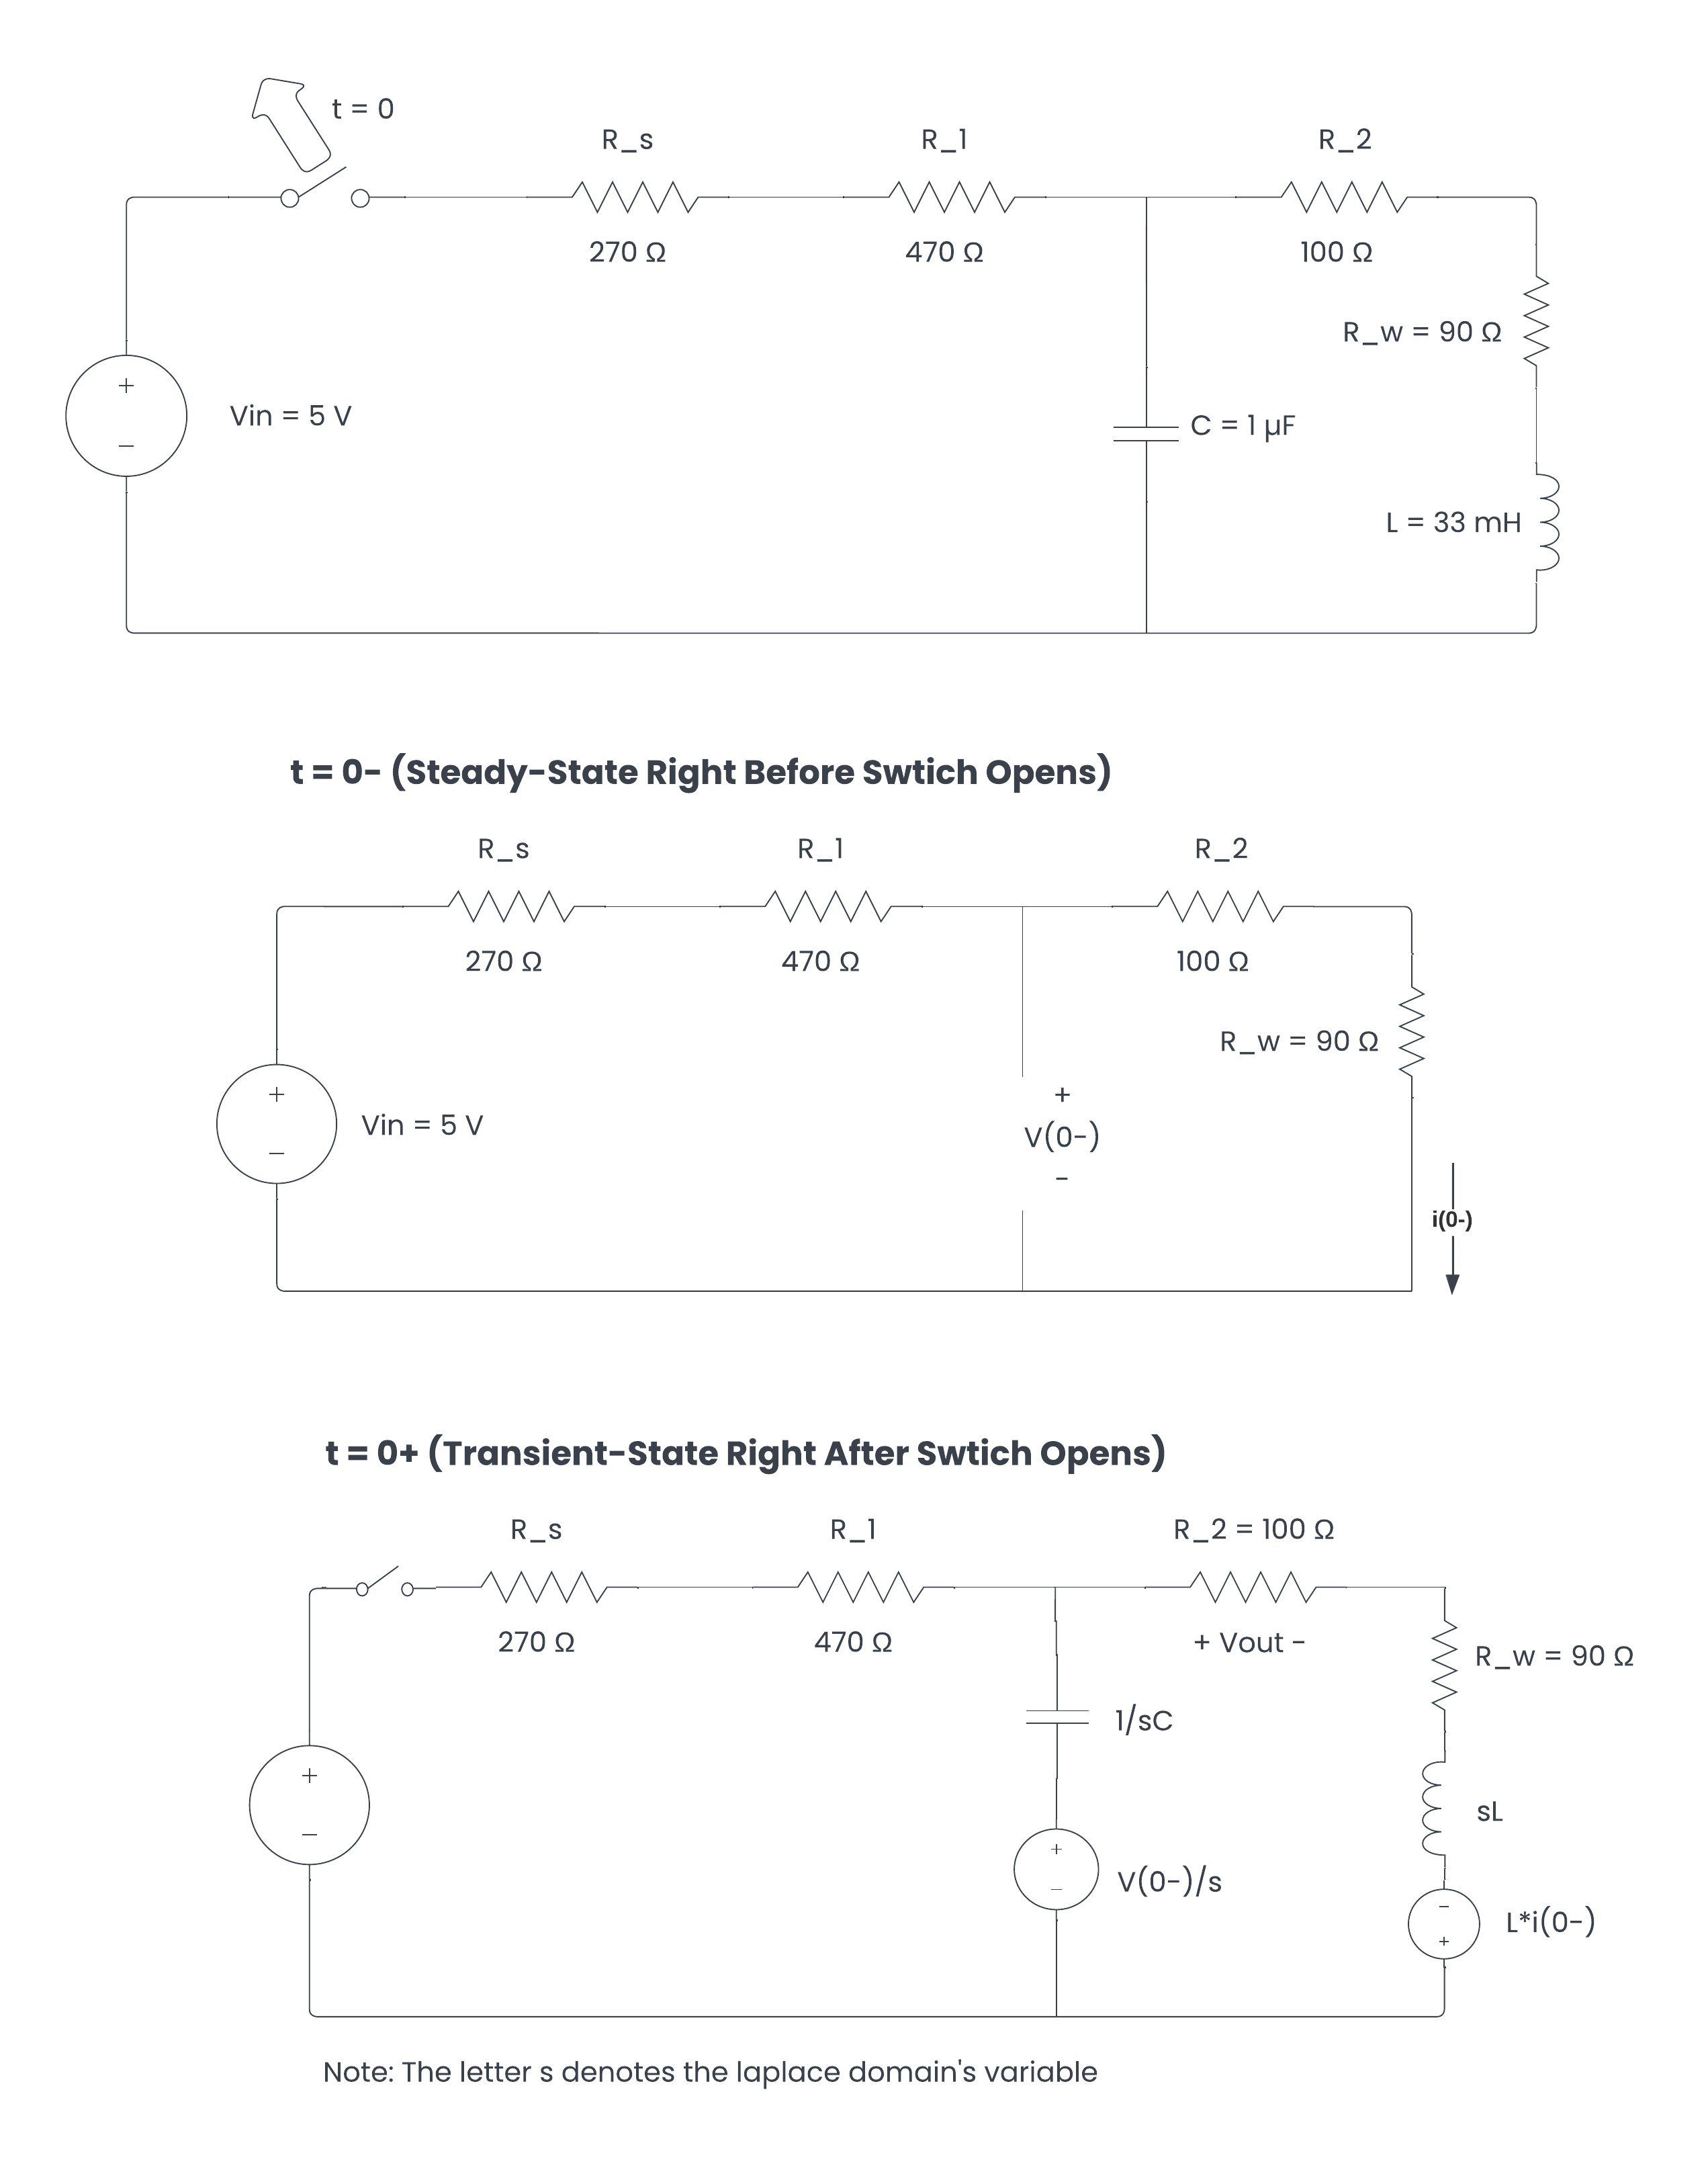 t = 0
R_s
R_1
R_2
270 Ω
470 Ω
100 Ω
R_w = 90 Ω
+
−
Vin = 5 V
C = 1 µF
L = 33 mH
t = 0- (Steady-State Right Before Swtich Opens)
R_s
R_1
R_2
270 Ω
470 Ω
100 Ω
R_w = 90 Ω
+
−
Vin = 5 V
+
V(0-)
-
i(0-)
t = 0+ (Transient-State Right After Swtich Opens)
R_s
R_1
R_2 = 100 Ω
270 Ω
470 Ω
+ Vout -
R_w = 90 Ω
1/sC
+
−
sL
+
−
V(0-)/s
−
+
L*i(0-)
Note: The letter s denotes the laplace domain's variable